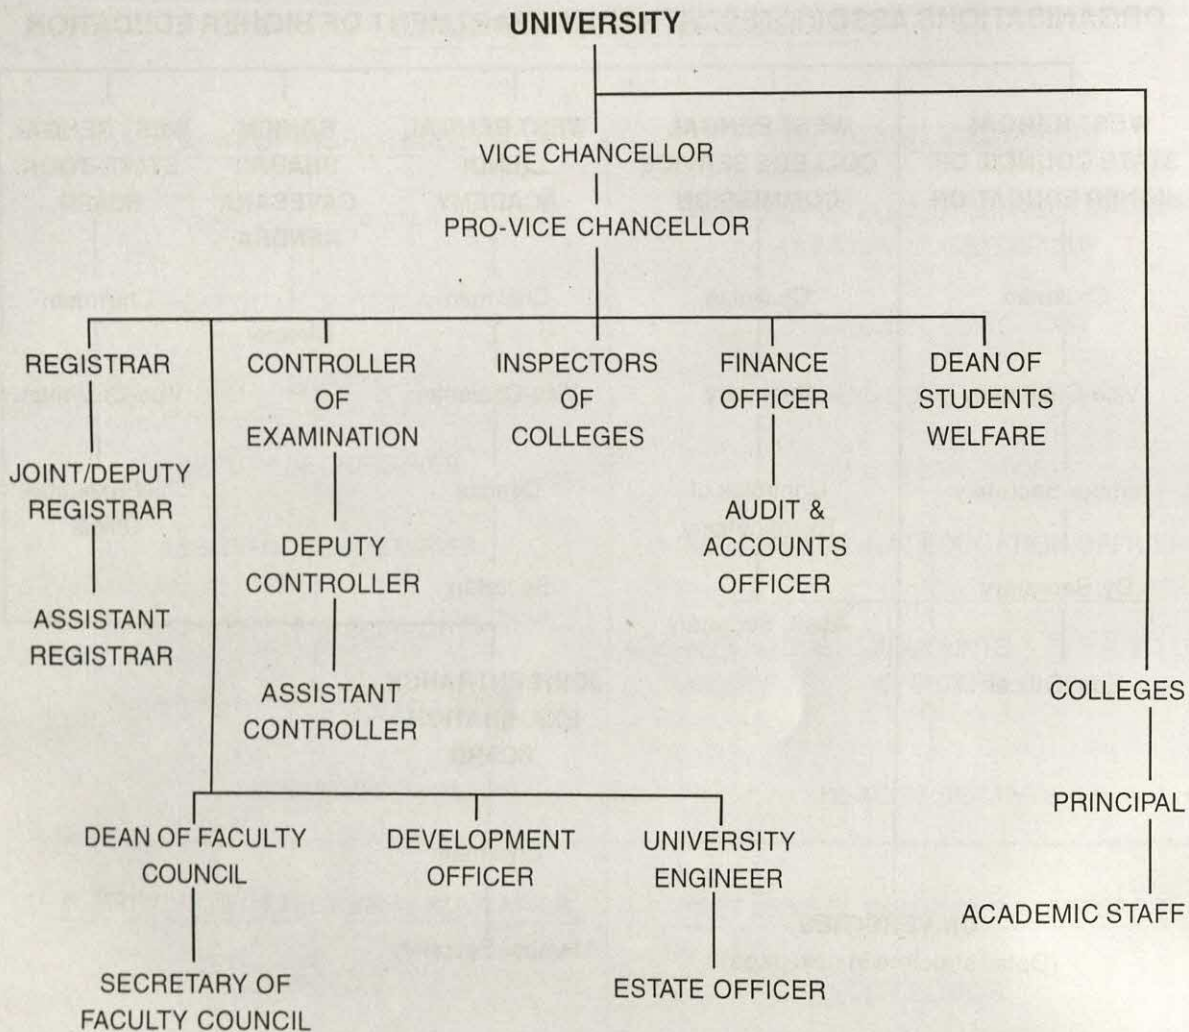 UNIVERSITY
VICE CHANCELLOR
PRO-VICE CHANCELLOR
REGISTRAR
JOINT/DEPUTY
REGISTRAR
ASSISTANT
REGISTRAR
CONTROLLER
OF
EXAMINATION
DEPUTY
CONTROLLER
ASSISTANT
CONTROLLER
INSPECTORS
OF
COLLEGES
FINANCE
OFFICER
AUDIT &
ACCOUNTS
OFFICER
DEAN OF
STUDENTS
WELFARE
DEAN OF FACULTY
COUNCIL
SECRETARY OF
FACULTY COUNCIL
DEVELOPMENT
OFFICER
UNIVERSITY
ENGINEER
ESTATE OFFICER
COLLEGES
PRINCIPAL
ACADEMIC STAFF